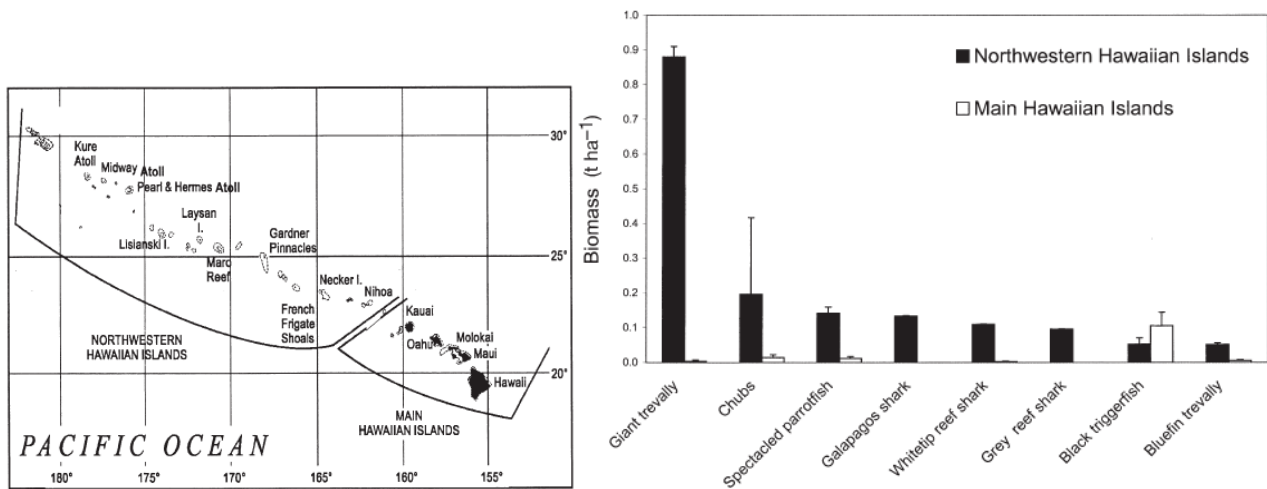 30°
Kure
Atoll
Midway Atoll
Pearl & Hermes Atoll
Laysan
I.
Lisianski I.
Gardner
Pinnacles
25°
Maro
Reef
Necker I.
Nihoa
French
Frigate
Shoals
Kauai
NORTHWESTERN
HAWAIIAN ISLANDS
Oahu
Molokai
Maui
20°
Hawaii
MAIN
HAWAIIAN ISLANDS
PACIFIC OCEAN
180° 175° 170° 165° 160° 155°
Biomass (t ha⁻¹)
1.0
0.9
0.8
0.7
0.6
0.5
0.4
0.3
0.2
0.1
0.0
Northwestern Hawaiian Islands
Main Hawaiian Islands
Giant trevally
Chubs
Spectacled parrotfish
Galapagos shark
Whitetip reef shark
Grey reef shark
Black triggerfish
Bluefin trevally